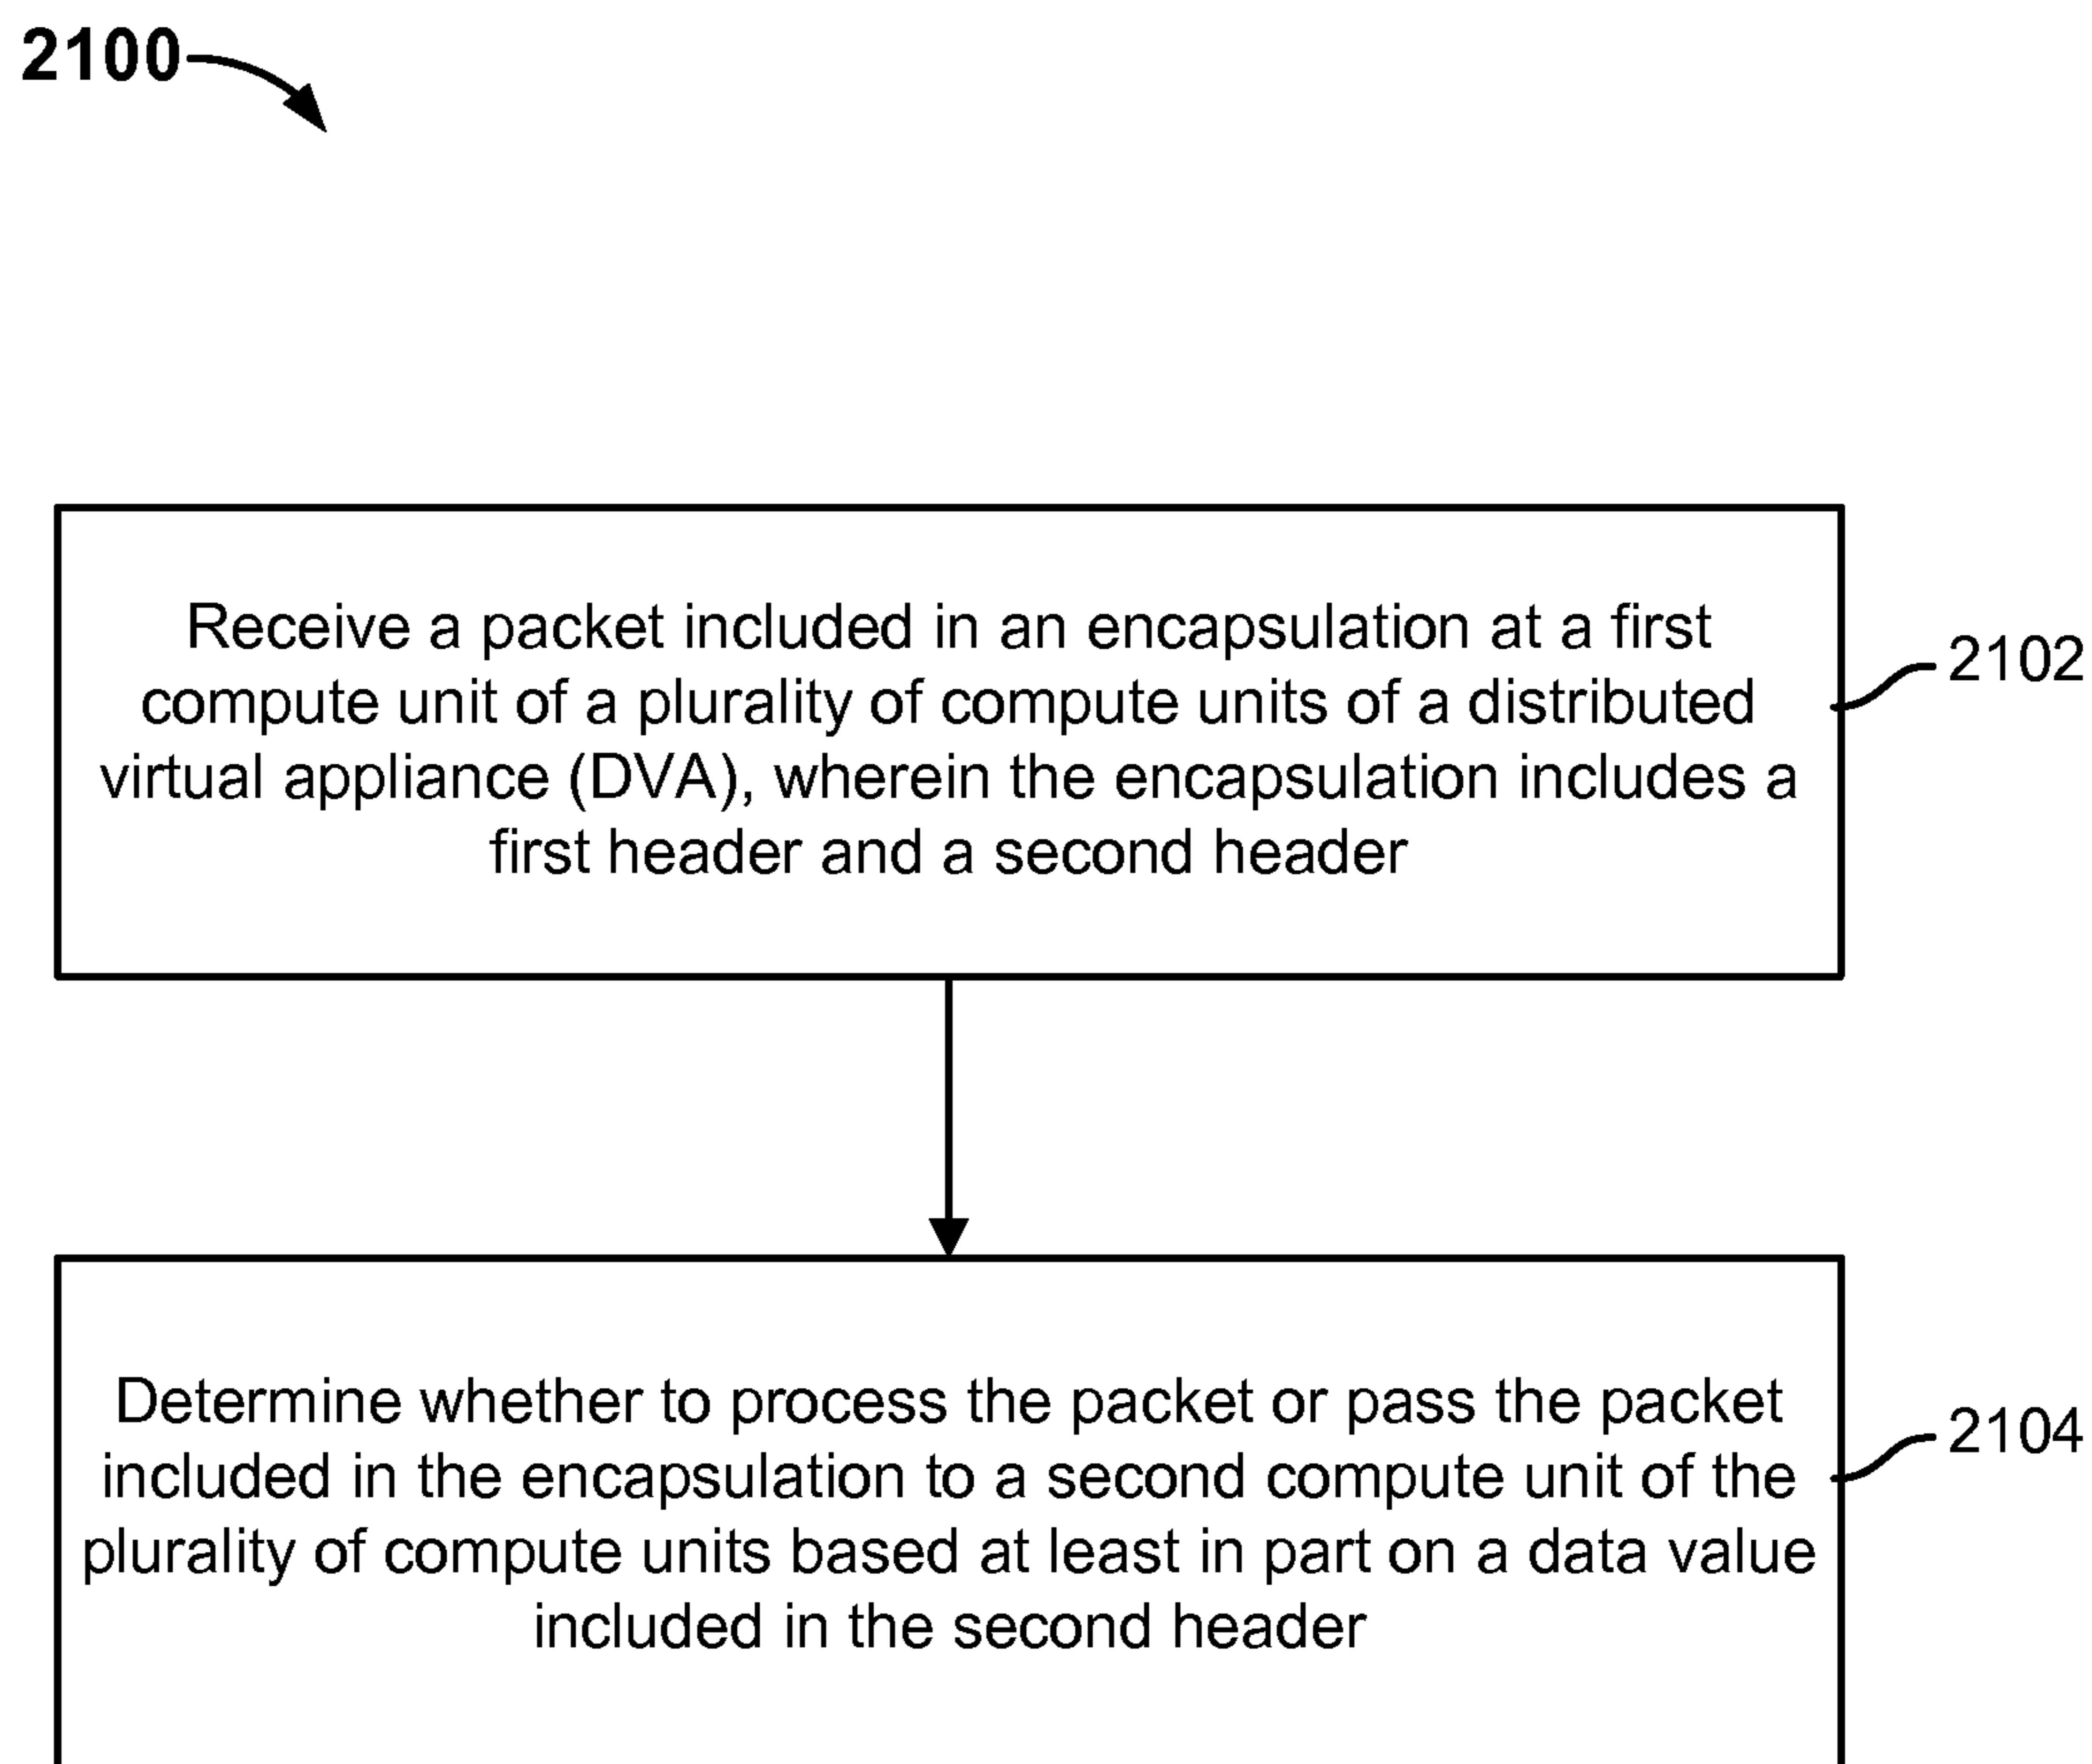 2100
Receive a packet included in an encapsulation at a first
compute unit of a plurality of compute units of a distributed
virtual appliance (DVA), wherein the encapsulation includes a
first header and a second header
2102
Determine whether to process the packet or pass the packet
included in the encapsulation to a second compute unit of the
plurality of compute units based at least in part on a data value
included in the second header
2104